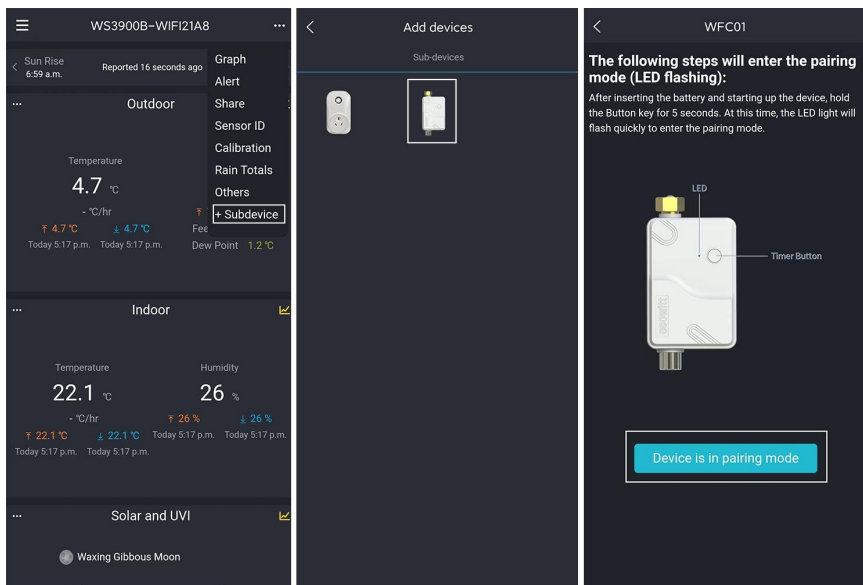 WS3900B-WIFI21A8
Sun Rise
6:59 a.m.
Reported 16 seconds ago
Graph
Alert
Share
Sensor ID
Calibration
Rain Totals
Others
+ Subdevice
Outdoor
Temperature
4.7 ℃
- ℃/hr
4.7 ℃ 4.7 ℃
Today 5:17 p.m. Today 5:17 p.m.
Fee
Dew Point 1.2 ℃
Indoor
Temperature
22.1 ℃
- ℃/hr
22.1 ℃ 22.1 ℃
Today 5:17 p.m. Today 5:17 p.m.
Humidity
26 %
26 % 26 %
Today 5:17 p.m. Today 5:17 p.m.
Solar and UVI
Waxing Gibbous Moon
Add devices
Sub-devices
WFC01
The following steps will enter the pairing
mode (LED flashing):
After inserting the battery and starting up the device, hold
the Button key for 5 seconds. At this time, the LED light will
flash quickly to enter the pairing mode.
LED
Timer Button
ecowitt
Device is in pairing mode